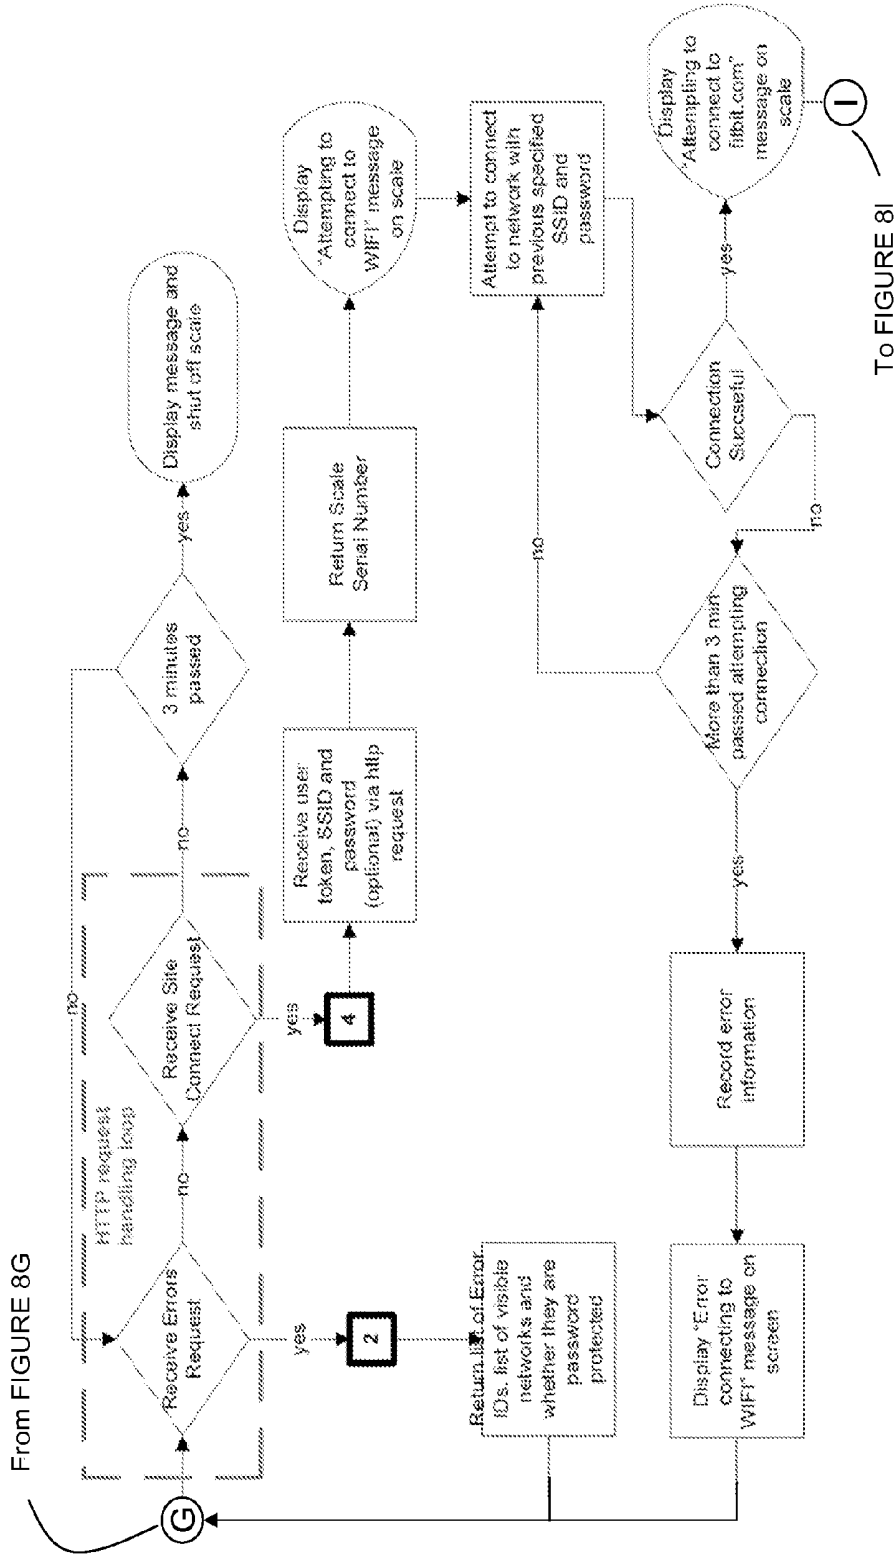 From FIGURE 8G
G
HTTP request
handling loop
Receive Errors
Request
no
Receive Site
Connect Request
no
3 minutes
passed
no
yes
Display message and
shut off scale
yes
2
yes
4
Return list of Error
IDs, list of visible
networks and
whether they are
password
protected
Receive user
token, SSID and
password
(optional) via http
request
Return Scale
Serial Number
Display
"Attempting to
connect to
WIFI" message
on scale
Attempt to connect
to network with
previous specified
SSID and
password
no
Connection
Succseful
yes
no
Display
"Attempting to
connect to
fitbit.com"
message on
scale
I
To FIGURE 8I
More than 3 min
passed attempting
connection
yes
Record error
information
Display "Error
connecting to
WIFI" message on
screen